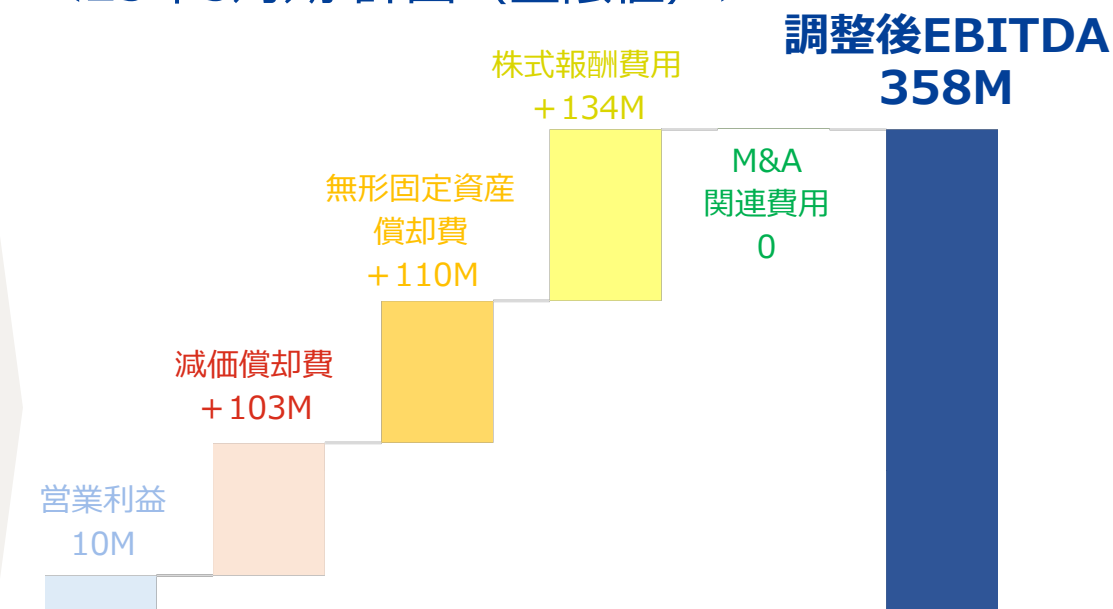 調整後EBITDA
358M
株式報酬費用
+134M
M&A
関連費用
0
無形固定資産
償却費
+110M
減価償却費
+103M
営業利益
10M